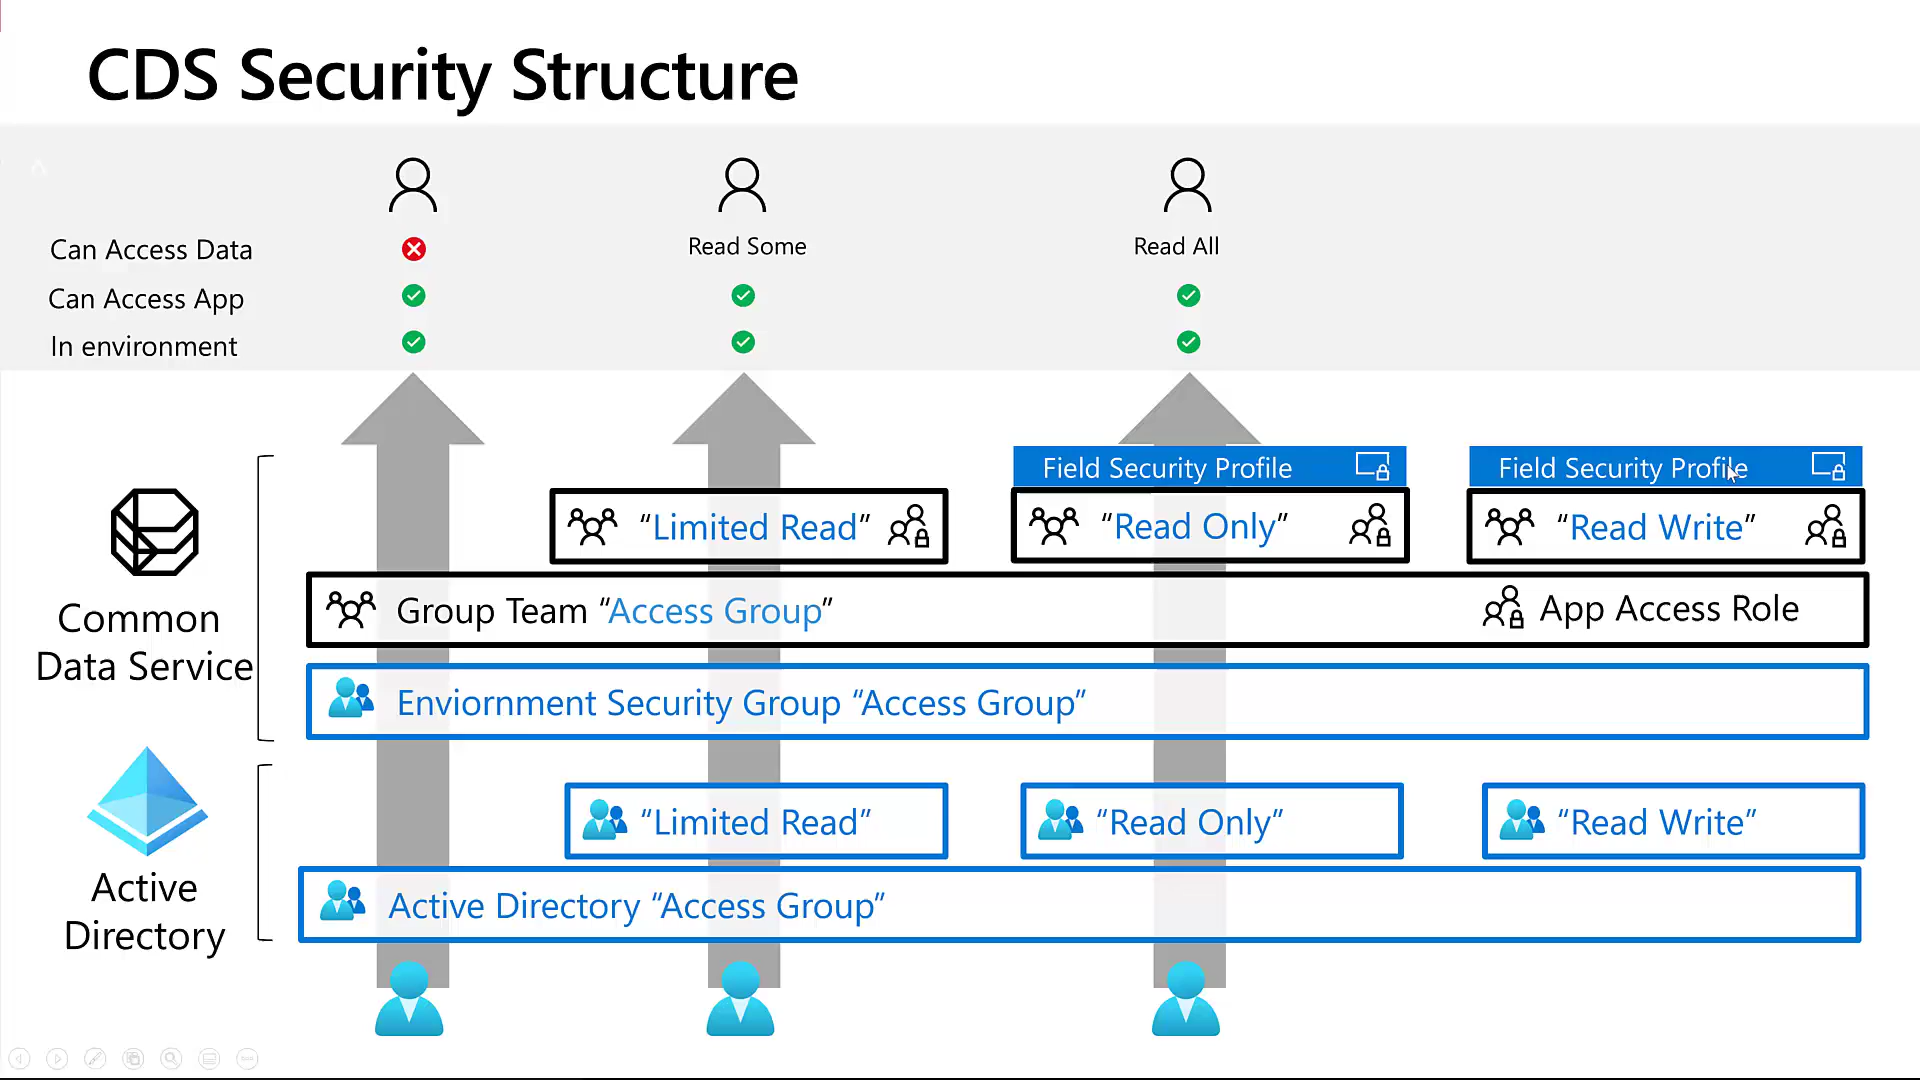 CDS Security Structure
Can Access Data
Read Some
Read All
Can Access App
In environment
Field Security Profile
Field Security Profile
“Limited Read”
“Read Only”
“Read Write”
Group Team “Access Group”
App Access Role
Common
Data Service
Enviornment Security Group “Access Group”
“Limited Read”
“Read Only”
“Read Write”
Active
Directory
Active Directory “Access Group”